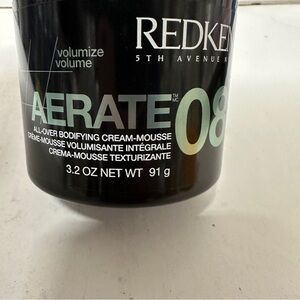 volumize
volume
REDKE
5TH AVENUE N
AERATE 08
ALL-OVER BODIFYING CREAM-MOUSSE
CRÈME-MOUSSE VOLUMISANTE INTÉGRALE
CREMA-MOUSSE TEXTURIZANTE
3.2 OZ NET WT 91 g